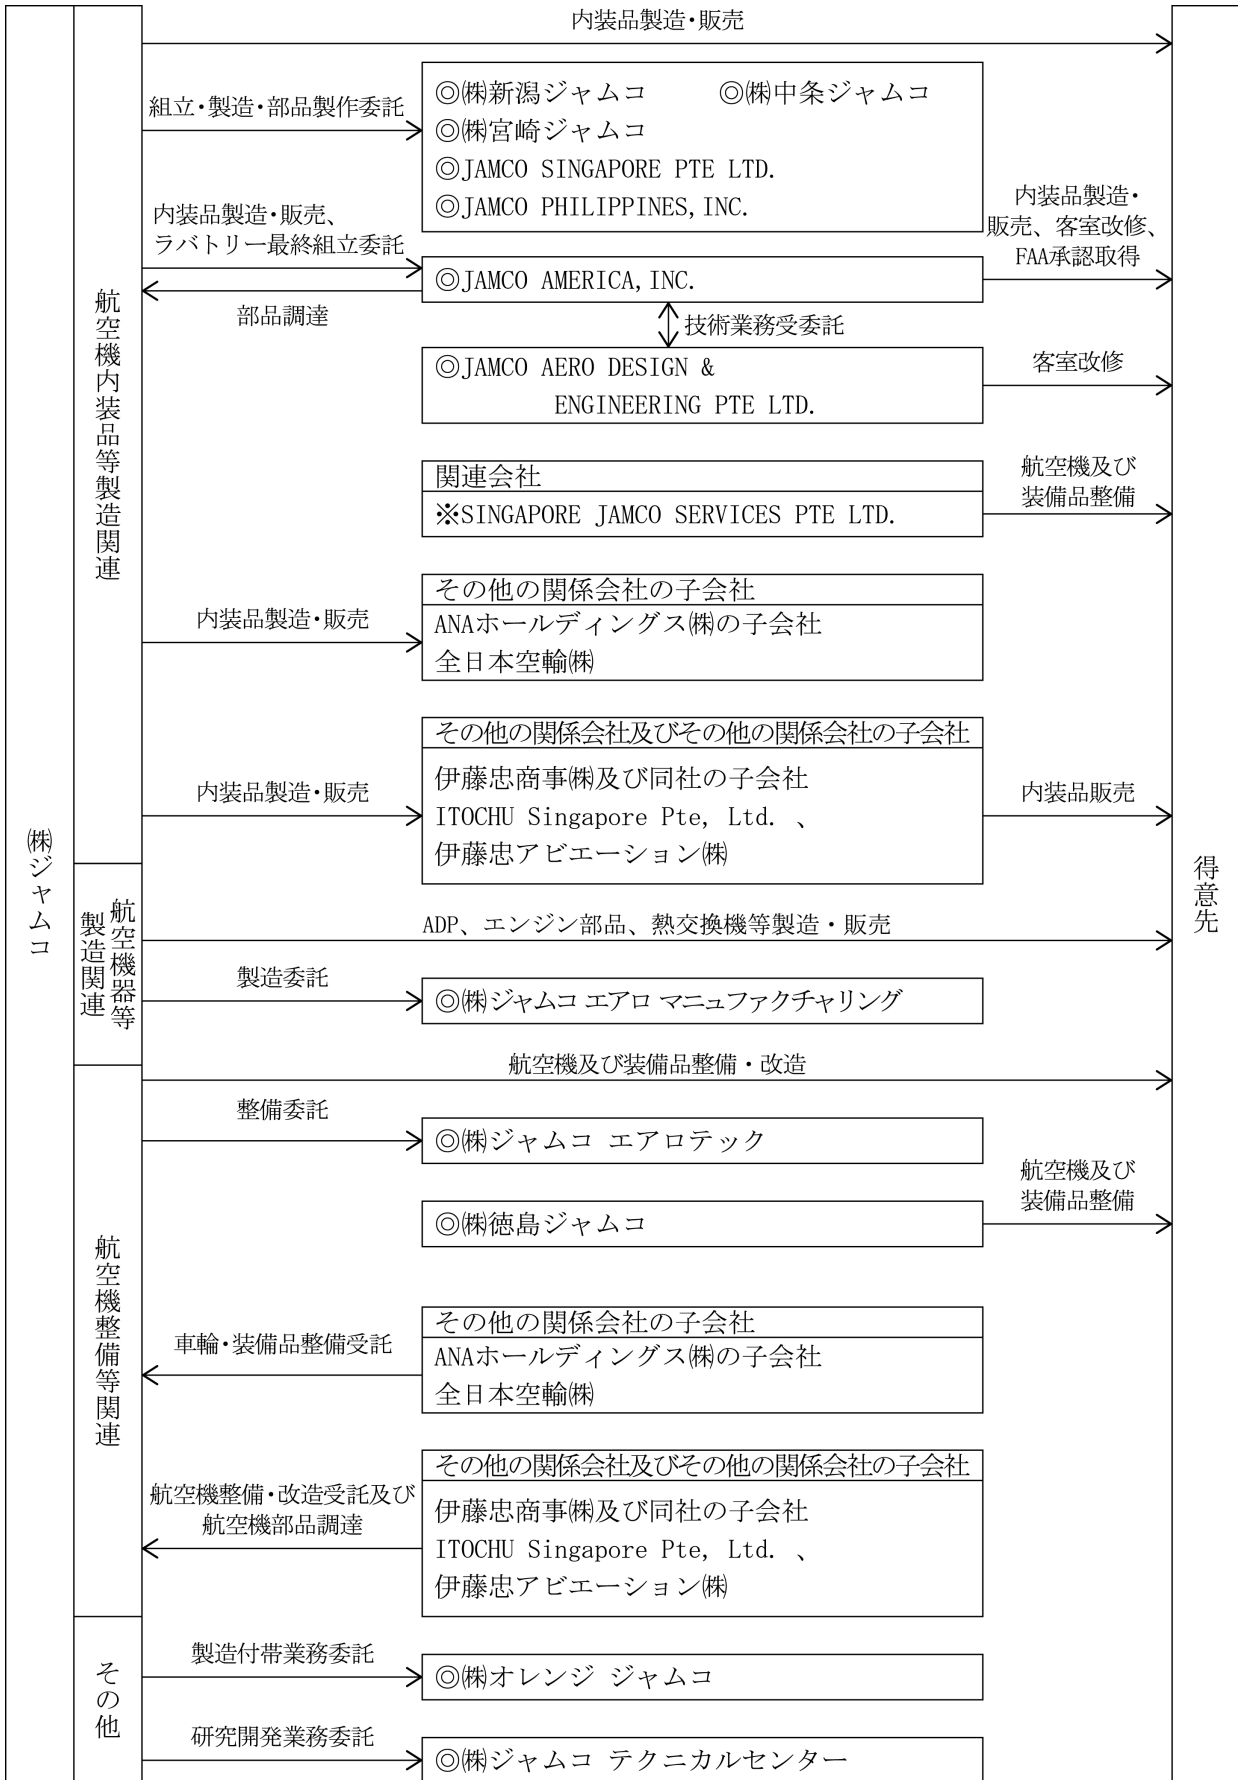 ㈱ジャムコ
航空機内装品等製造関連
内装品製造・販売
得意先
組立・製造・部品製作委託
◎㈱新潟ジャムコ　◎㈱中条ジャムコ
◎㈱宮崎ジャムコ
◎JAMCO SINGAPORE PTE LTD.
◎JAMCO PHILIPPINES, INC.
内装品製造・販売、
ラバトリー最終組立委託
◎JAMCO AMERICA, INC.
内装品製造・
販売、客室改修、
FAA承認取得
部品調達
技術業務受委託
◎JAMCO AERO DESIGN &
ENGINEERING PTE LTD.
客室改修
関連会社
※SINGAPORE JAMCO SERVICES PTE LTD.
航空機及び
装備品整備
内装品製造・販売
その他の関係会社の子会社
ANAホールディングス㈱の子会社
全日本空輸㈱
内装品製造・販売
その他の関係会社及びその他の関係会社の子会社
伊藤忠商事㈱及び同社の子会社
ITOCHU Singapore Pte, Ltd. 、
伊藤忠アビエーション㈱
内装品販売
航空機器等
製造関連
ADP、エンジン部品、熱交換機等製造・販売
製造委託
◎㈱ジャムコ エアロ マニュファクチャリング
航空機整備等関連
航空機及び装備品整備・改造
整備委託
◎㈱ジャムコ エアロテック
◎㈱徳島ジャムコ
航空機及び
装備品整備
車輪・装備品整備受託
その他の関係会社の子会社
ANAホールディングス㈱の子会社
全日本空輸㈱
航空機整備・改造受託及び
航空機部品調達
その他の関係会社及びその他の関係会社の子会社
伊藤忠商事㈱及び同社の子会社
ITOCHU Singapore Pte, Ltd. 、
伊藤忠アビエーション㈱
その他
製造付帯業務委託
◎㈱オレンジ ジャムコ
研究開発業務委託
◎㈱ジャムコ テクニカルセンター